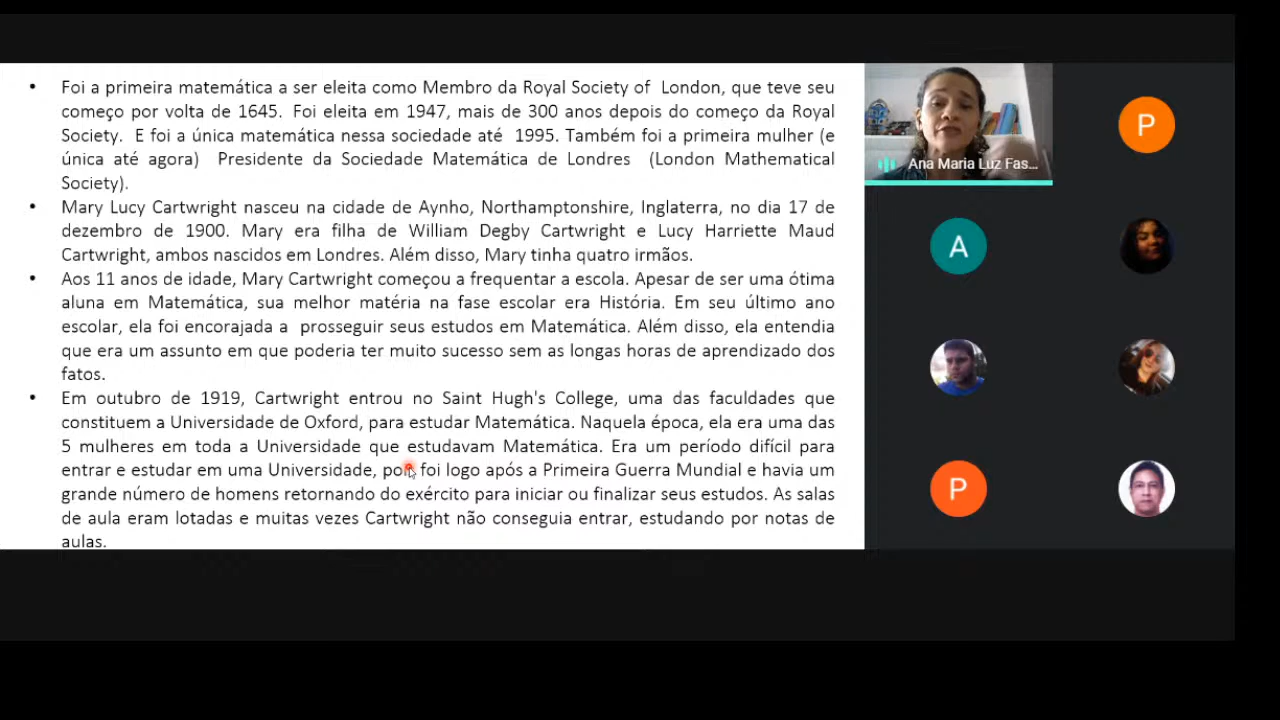 • Foi a primeira matemática a ser eleita como Membro da Royal Society of London, que teve seu
começo por volta de 1645. Foi eleita em 1947, mais de 300 anos depois do começo da Royal
Society. E foi a única matemática nessa sociedade até 1995. Também foi a primeira mulher (e
única até agora) Presidente da Sociedade Matemática de Londres (London Mathematical
Society).
• Mary Lucy Cartwright nasceu na cidade de Aynho, Northamptonshire, Inglaterra, no dia 17 de
dezembro de 1900. Mary era filha de William Degby Cartwright e Lucy Harriette Maud
Cartwright, ambos nascidos em Londres. Além disso, Mary tinha quatro irmãos.
• Aos 11 anos de idade, Mary Cartwright começou a frequentar a escola. Apesar de ser uma ótima
aluna em Matemática, sua melhor matéria na fase escolar era História. Em seu último ano
escolar, ela foi encorajada a prosseguir seus estudos em Matemática. Além disso, ela entendia
que era um assunto em que poderia ter muito sucesso sem as longas horas de aprendizado dos
fatos.
• Em outubro de 1919, Cartwright entrou no Saint Hugh's College, uma das faculdades que
constituem a Universidade de Oxford, para estudar Matemática. Naquela época, ela era uma das
5 mulheres em toda a Universidade que estudavam Matemática. Era um período difícil para
entrar e estudar em uma Universidade, pois foi logo após a Primeira Guerra Mundial e havia um
grande número de homens retornando do exército para iniciar ou finalizar seus estudos. As salas
de aula eram lotadas e muitas vezes Cartwright não conseguia entrar, estudando por notas de
aulas.
Ana Maria Luz Fas...
P
A
P